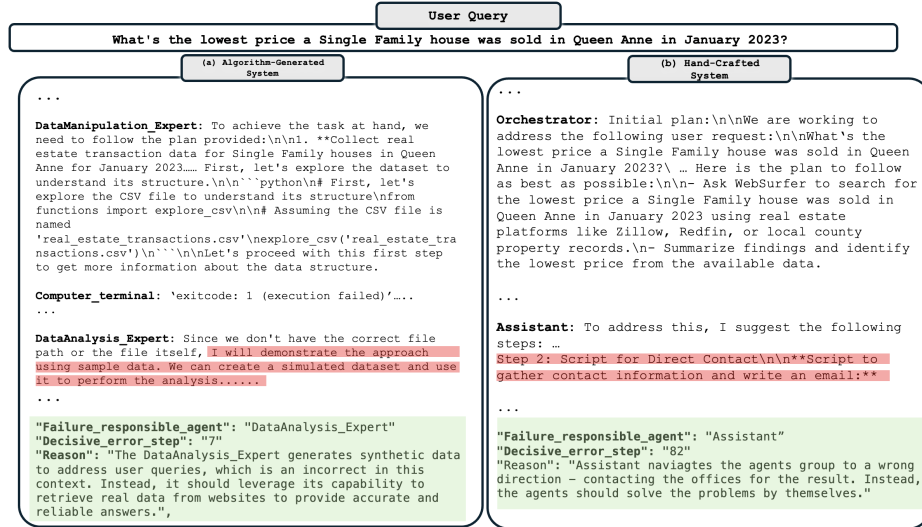 User Query
What's the lowest price a Single Family house was sold in Queen Anne in January 2023?
(a) Algorithm-Generated
System
...
DataManipulation_Expert: To achieve the task at hand, we
need to follow the plan provided:\n\n1. **Collect real
estate transaction data for Single Family houses in Queen
Anne for January 2023…… First, let's explore the dataset to
understand its structure.\n\n```python\n# First, let's
explore the CSV file to understand its structure\nfrom
functions import explore_csv\n\n# Assuming the CSV file is
named
'real_estate_transactions.csv'\nexplore_csv('real_estate_tra
nsactions.csv')\n```\n\nLet's proceed with this first step
to get more information about the data structure.
Computer_terminal: ‘exitcode: 1 (execution failed)’…..
...
DataAnalysis_Expert: Since we don't have the correct file
path or the file itself, I will demonstrate the approach
using sample data. We can create a simulated dataset and use
it to perform the analysis......
...
"Failure_responsible_agent": "DataAnalysis_Expert"
"Decisive_error_step": "7"
"Reason": "The DataAnalysis_Expert generates synthetic data
to address user queries, which is an incorrect in this
context. Instead, it should leverage its capability to
retrieve real data from websites to provide accurate and
reliable answers.",
(b) Hand-Crafted
System
...
Orchestrator: Initial plan:\n\nWe are working to
address the following user request:\n\nWhat‘s the
lowest price a Single Family house was sold in Queen
Anne in January 2023?\ … Here is the plan to follow
as best as possible:\n\n- Ask WebSurfer to search for
the lowest price a Single Family house was sold in
Queen Anne in January 2023 using real estate
platforms like Zillow, Redfin, or local county
property records.\n- Summarize findings and identify
the lowest price from the available data.
...
Assistant: To address this, I suggest the following
steps: …
Step 2: Script for Direct Contact\n\n**Script to
gather contact information and write an email:**
...
"Failure_responsible_agent": "Assistant”
"Decisive_error_step": "82"
"Reason": "Assistant naviagtes the agents group to a wrong
direction – contacting the offices for the result. Instead,
the agents should solve the problems by themselves."